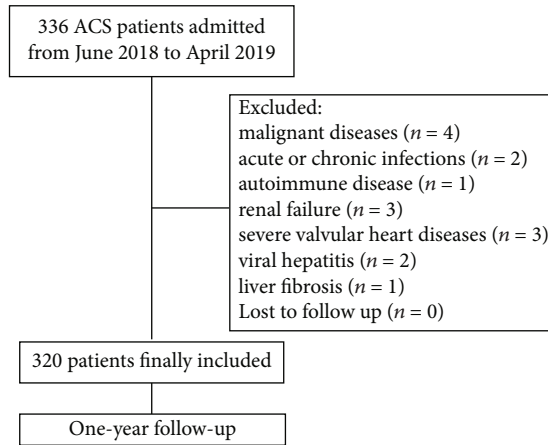 336 ACS patients admitted
from June 2018 to April 2019
Excluded:
malignant diseases (n = 4)
acute or chronic infections (n = 2)
autoimmune disease (n = 1)
renal failure (n = 3)
severe valvular heart diseases (n = 3)
viral hepatitis (n = 2)
liver fibrosis (n = 1)
Lost to follow up (n = 0)
320 patients finally included
One-year follow-up